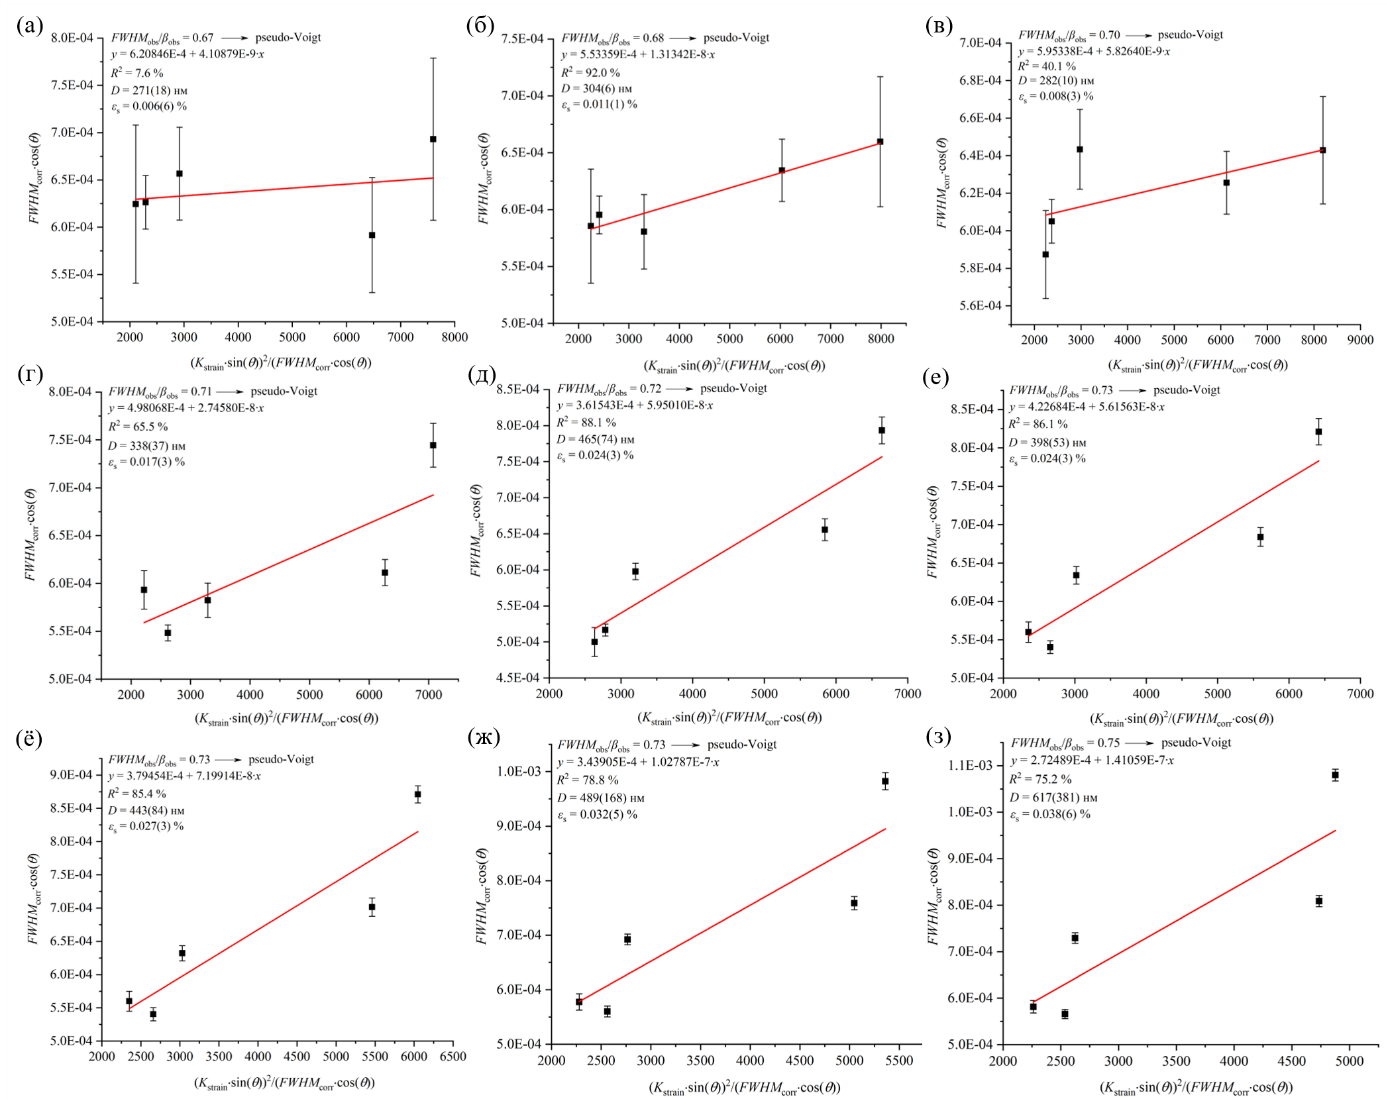 (а)
FWHMobs/βobs = 0.67 → pseudo-Voigt
y = 6.20846E-4 + 4.10879E-9·x
R² = 7.6 %
D = 271(18) нм
εs = 0.006(6) %
8.0E-04
7.5E-04
7.0E-04
6.5E-04
6.0E-04
5.5E-04
5.0E-04
FWHMcorr·cos(θ)
2000 3000 4000 5000 6000 7000 8000
(Kstrain·sin(θ))²/(FWHMcorr·cos(θ))
(б)
FWHMobs/βobs = 0.68 → pseudo-Voigt
y = 5.53359E-4 + 1.31342E-8·x
R² = 92.0 %
D = 304(6) нм
εs = 0.011(1) %
7.5E-04
7.0E-04
6.5E-04
6.0E-04
5.5E-04
5.0E-04
FWHMcorr·cos(θ)
2000 3000 4000 5000 6000 7000 8000
(Kstrain·sin(θ))²/(FWHMcorr·cos(θ))
(в)
FWHMobs/βobs = 0.70 → pseudo-Voigt
y = 5.95338E-4 + 5.82640E-9·x
R² = 40.1 %
D = 282(10) нм
εs = 0.008(3) %
7.0E-04
6.8E-04
6.6E-04
6.4E-04
6.2E-04
6.0E-04
5.8E-04
5.6E-04
FWHMcorr·cos(θ)
2000 3000 4000 5000 6000 7000 8000 9000
(Kstrain·sin(θ))²/(FWHMcorr·cos(θ))
(г)
FWHMobs/βobs = 0.71 → pseudo-Voigt
y = 4.98068E-4 + 2.74580E-8·x
R² = 65.5 %
D = 338(37) нм
εs = 0.017(3) %
8.0E-04
7.5E-04
7.0E-04
6.5E-04
6.0E-04
5.5E-04
5.0E-04
FWHMcorr·cos(θ)
2000 3000 4000 5000 6000 7000
(Kstrain·sin(θ))²/(FWHMcorr·cos(θ))
(д)
FWHMobs/βobs = 0.72 → pseudo-Voigt
y = 3.61543E-4 + 5.95010E-8·x
R² = 88.1 %
D = 465(74) нм
εs = 0.024(3) %
8.5E-04
8.0E-04
7.5E-04
7.0E-04
6.5E-04
6.0E-04
5.5E-04
5.0E-04
4.5E-04
FWHMcorr·cos(θ)
2000 3000 4000 5000 6000 7000
(Kstrain·sin(θ))²/(FWHMcorr·cos(θ))
(е)
FWHMobs/βobs = 0.73 → pseudo-Voigt
y = 4.22684E-4 + 5.61563E-8·x
R² = 86.1 %
D = 398(53) нм
εs = 0.024(3) %
8.5E-04
8.0E-04
7.5E-04
7.0E-04
6.5E-04
6.0E-04
5.5E-04
5.0E-04
FWHMcorr·cos(θ)
2000 3000 4000 5000 6000 7000
(Kstrain·sin(θ))²/(FWHMcorr·cos(θ))
(ё)
FWHMobs/βobs = 0.73 → pseudo-Voigt
y = 3.79454E-4 + 7.19914E-8·x
R² = 85.4 %
D = 443(84) нм
εs = 0.027(3) %
9.0E-04
8.5E-04
8.0E-04
7.5E-04
7.0E-04
6.5E-04
6.0E-04
5.5E-04
5.0E-04
FWHMcorr·cos(θ)
2000 2500 3000 3500 4000 4500 5000 5500 6000 6500
(Kstrain·sin(θ))²/(FWHMcorr·cos(θ))
(ж)
FWHMobs/βobs = 0.73 → pseudo-Voigt
y = 3.43905E-4 + 1.02787E-7·x
R² = 78.8 %
D = 489(168) нм
εs = 0.032(5) %
1.0E-03
9.0E-04
8.0E-04
7.0E-04
6.0E-04
5.0E-04
FWHMcorr·cos(θ)
2000 2500 3000 3500 4000 4500 5000 5500
(Kstrain·sin(θ))²/(FWHMcorr·cos(θ))
(з)
FWHMobs/βobs = 0.75 → pseudo-Voigt
y = 2.72489E-4 + 1.41059E-7·x
R² = 75.2 %
D = 617(381) нм
εs = 0.038(6) %
1.1E-03
1.0E-03
9.0E-04
8.0E-04
7.0E-04
6.0E-04
5.0E-04
FWHMcorr·cos(θ)
2000 2500 3000 3500 4000 4500 5000
(Kstrain·sin(θ))²/(FWHMcorr·cos(θ))